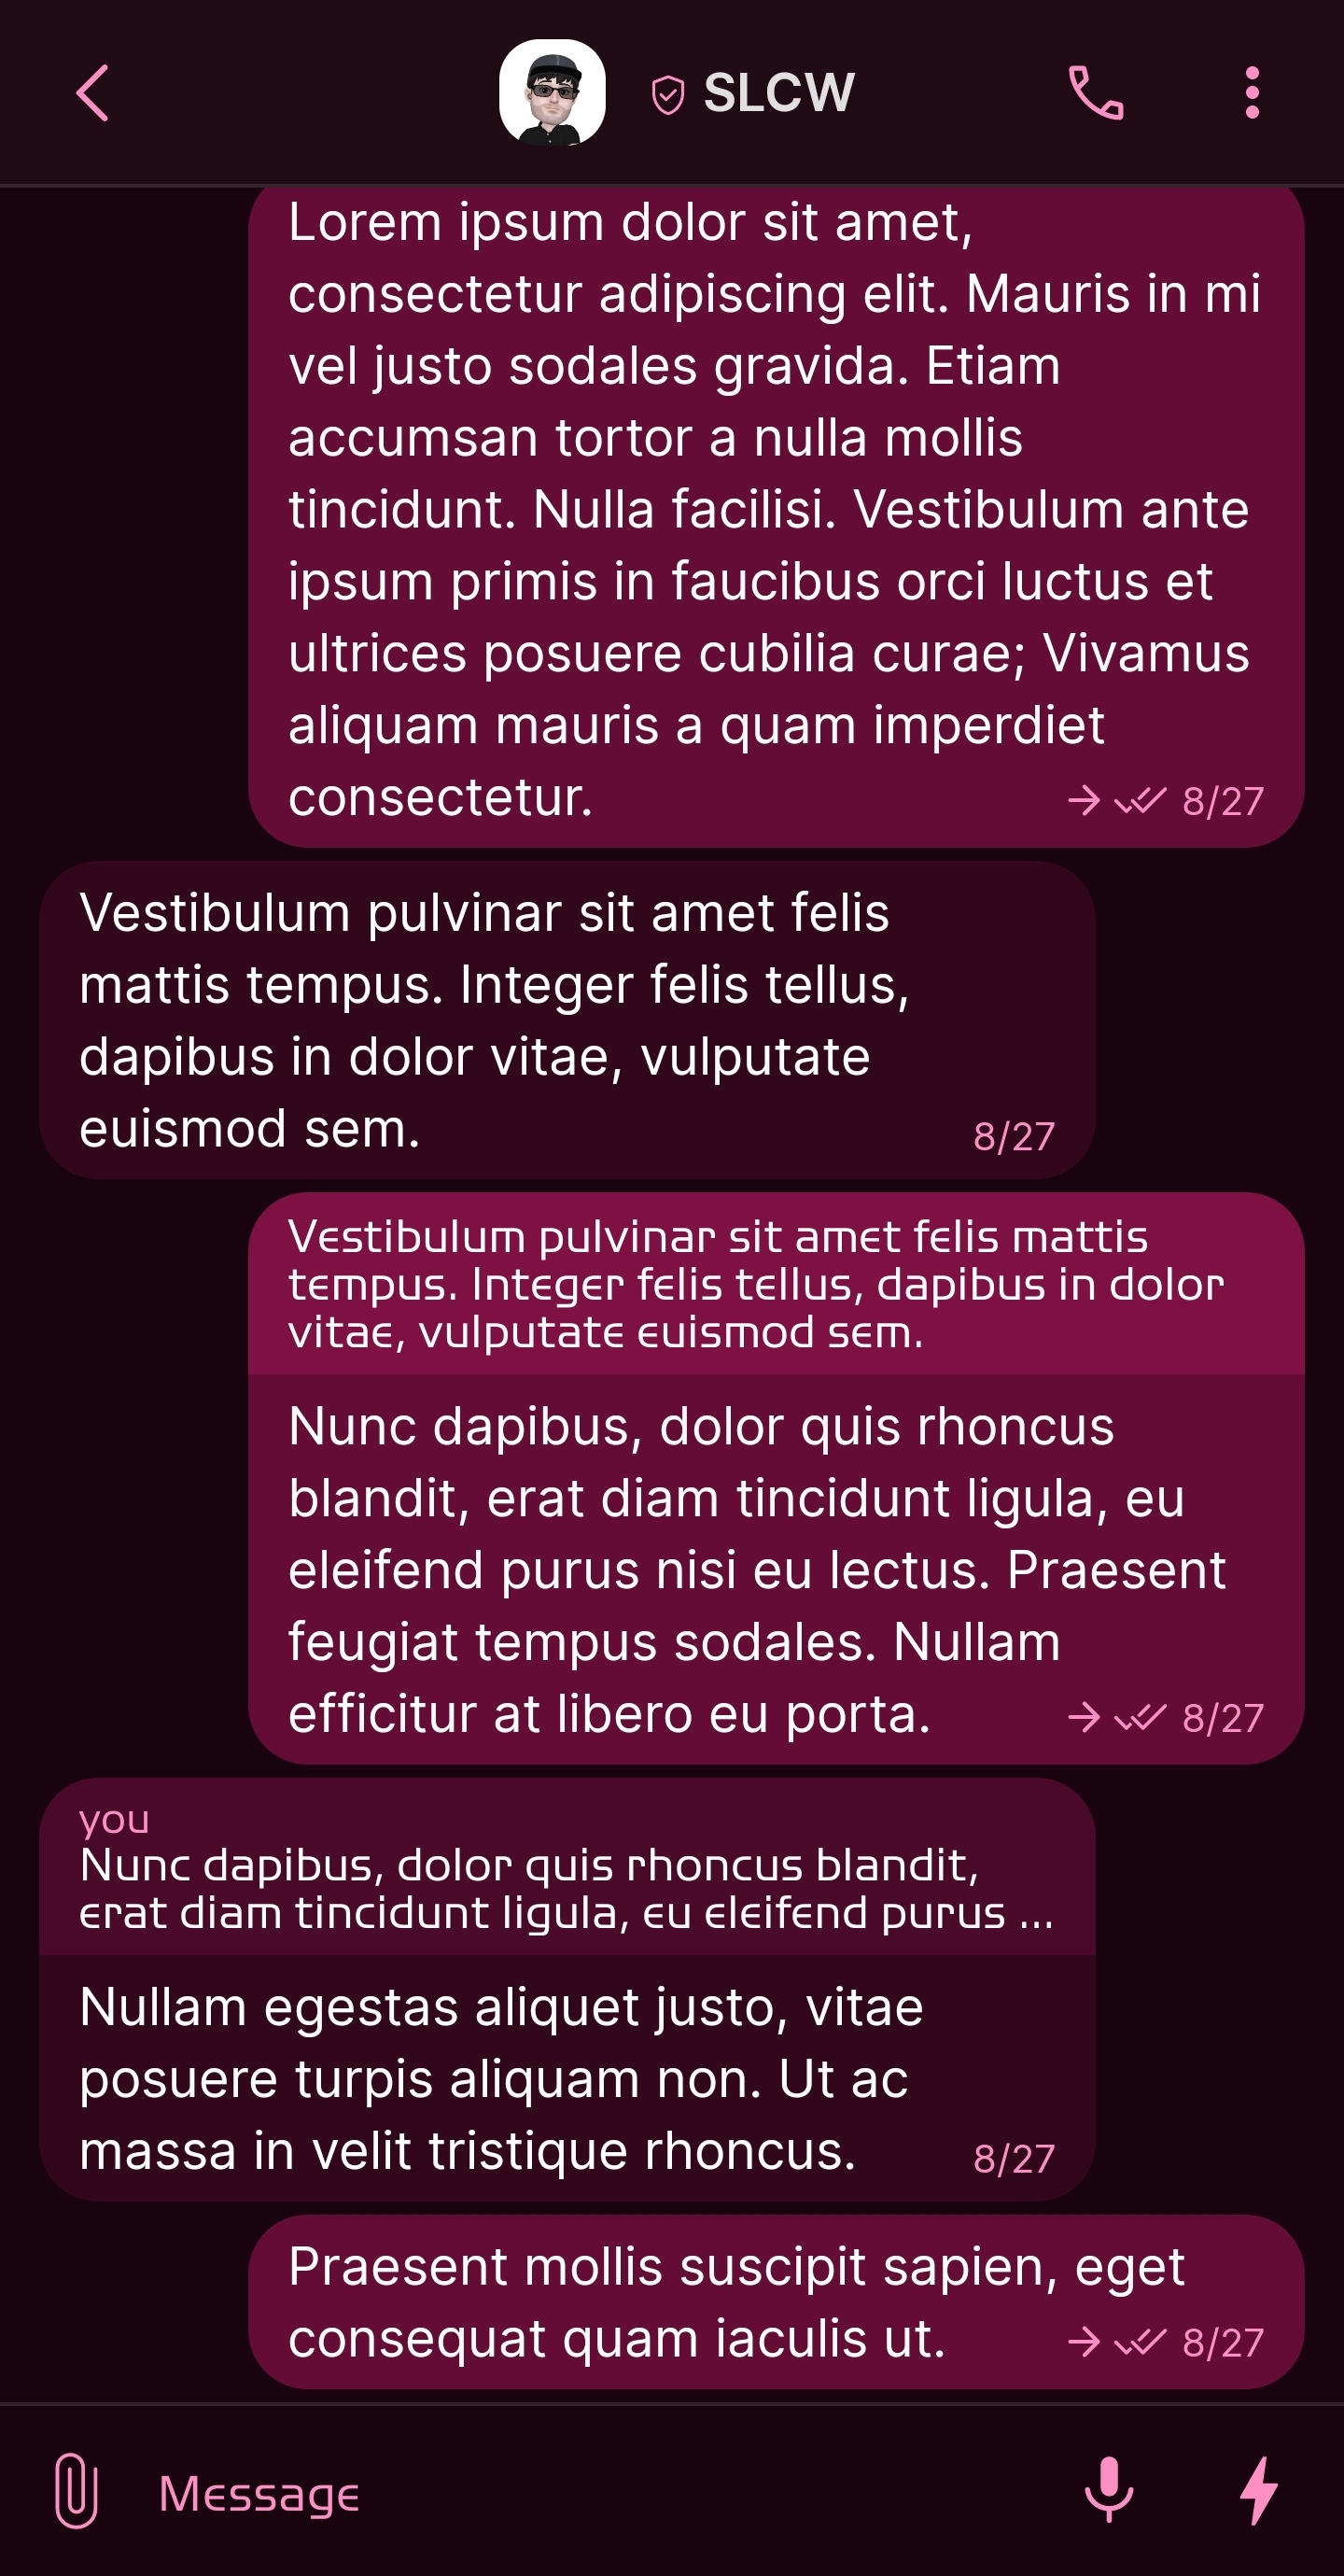 SLCW
Lorem ipsum dolor sit amet,
consectetur adipiscing elit. Mauris in mi
vel justo sodales gravida. Etiam
accumsan tortor a nulla mollis
tincidunt. Nulla facilisi. Vestibulum ante
ipsum primis in faucibus orci luctus et
ultrices posuere cubilia curae; Vivamus
aliquam mauris a quam imperdiet
consectetur.
8/27
Vestibulum pulvinar sit amet felis
mattis tempus. Integer felis tellus,
dapibus in dolor vitae, vulputate
euismod sem.
8/27
Vestibulum pulvinar sit amet felis mattis
tempus. Integer felis tellus, dapibus in dolor
vitae, vulputate euismod sem.
Nunc dapibus, dolor quis rhoncus
blandit, erat diam tincidunt ligula, eu
eleifend purus nisi eu lectus. Praesent
feugiat tempus sodales. Nullam
efficitur at libero eu porta.
8/27
you
Nunc dapibus, dolor quis rhoncus blandit,
erat diam tincidunt ligula, eu eleifend purus ...
Nullam egestas aliquet justo, vitae
posuere turpis aliquam non. Ut ac
massa in velit tristique rhoncus.
8/27
Praesent mollis suscipit sapien, eget
consequat quam iaculis ut.
8/27
Message